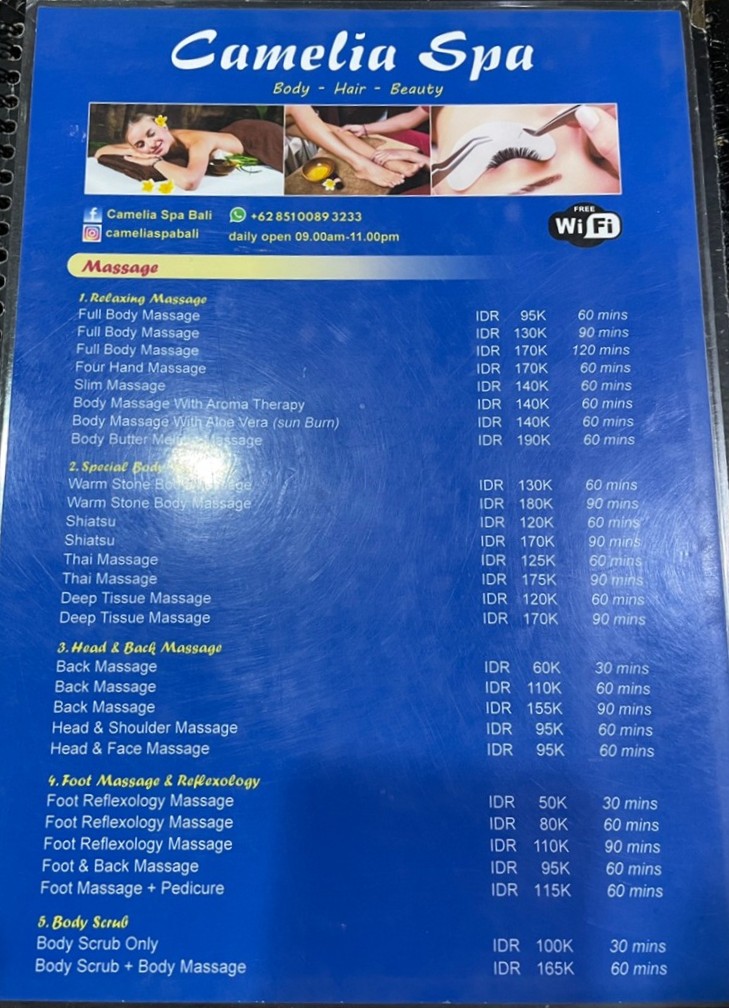 Camelia Spa
Body - Hair - Beauty
Camelia Spa Bali +62 851 0089 3233
cameliaspabali daily open 09.00am-11.00pm
FREE
Wi Fi
Massage
1. Relaxing Massage
Full Body Massage IDR 95K 60 mins
Full Body Massage IDR 130K 90 mins
Full Body Massage IDR 170K 120 mins
Four Hand Massage IDR 170K 60 mins
Slim Massage IDR 140K 60 mins
Body Massage With Aroma Therapy IDR 140K 60 mins
Body Massage With Aloe Vera (sun Burn) IDR 140K 60 mins
Body Butter Massage IDR 190K 60 mins
2. Special Body
Warm Stone Body Massage IDR 130K 60 mins
Warm Stone Body Massage IDR 180K 90 mins
Shiatsu IDR 120K 60 mins
Shiatsu IDR 170K 90 mins
Thai Massage IDR 125K 60 mins
Thai Massage IDR 175K 90 mins
Deep Tissue Massage IDR 120K 60 mins
Deep Tissue Massage IDR 170K 90 mins
3. Head & Back Massage
Back Massage IDR 60K 30 mins
Back Massage IDR 110K 60 mins
Back Massage IDR 155K 90 mins
Head & Shoulder Massage IDR 95K 60 mins
Head & Face Massage IDR 95K 60 mins
4. Foot Massage & Reflexology
Foot Reflexology Massage IDR 50K 30 mins
Foot Reflexology Massage IDR 80K 60 mins
Foot Reflexology Massage IDR 110K 90 mins
Foot & Back Massage IDR 95K 60 mins
Foot Massage + Pedicure IDR 115K 60 mins
5. Body Scrub
Body Scrub Only IDR 100K 30 mins
Body Scrub + Body Massage IDR 165K 60 mins